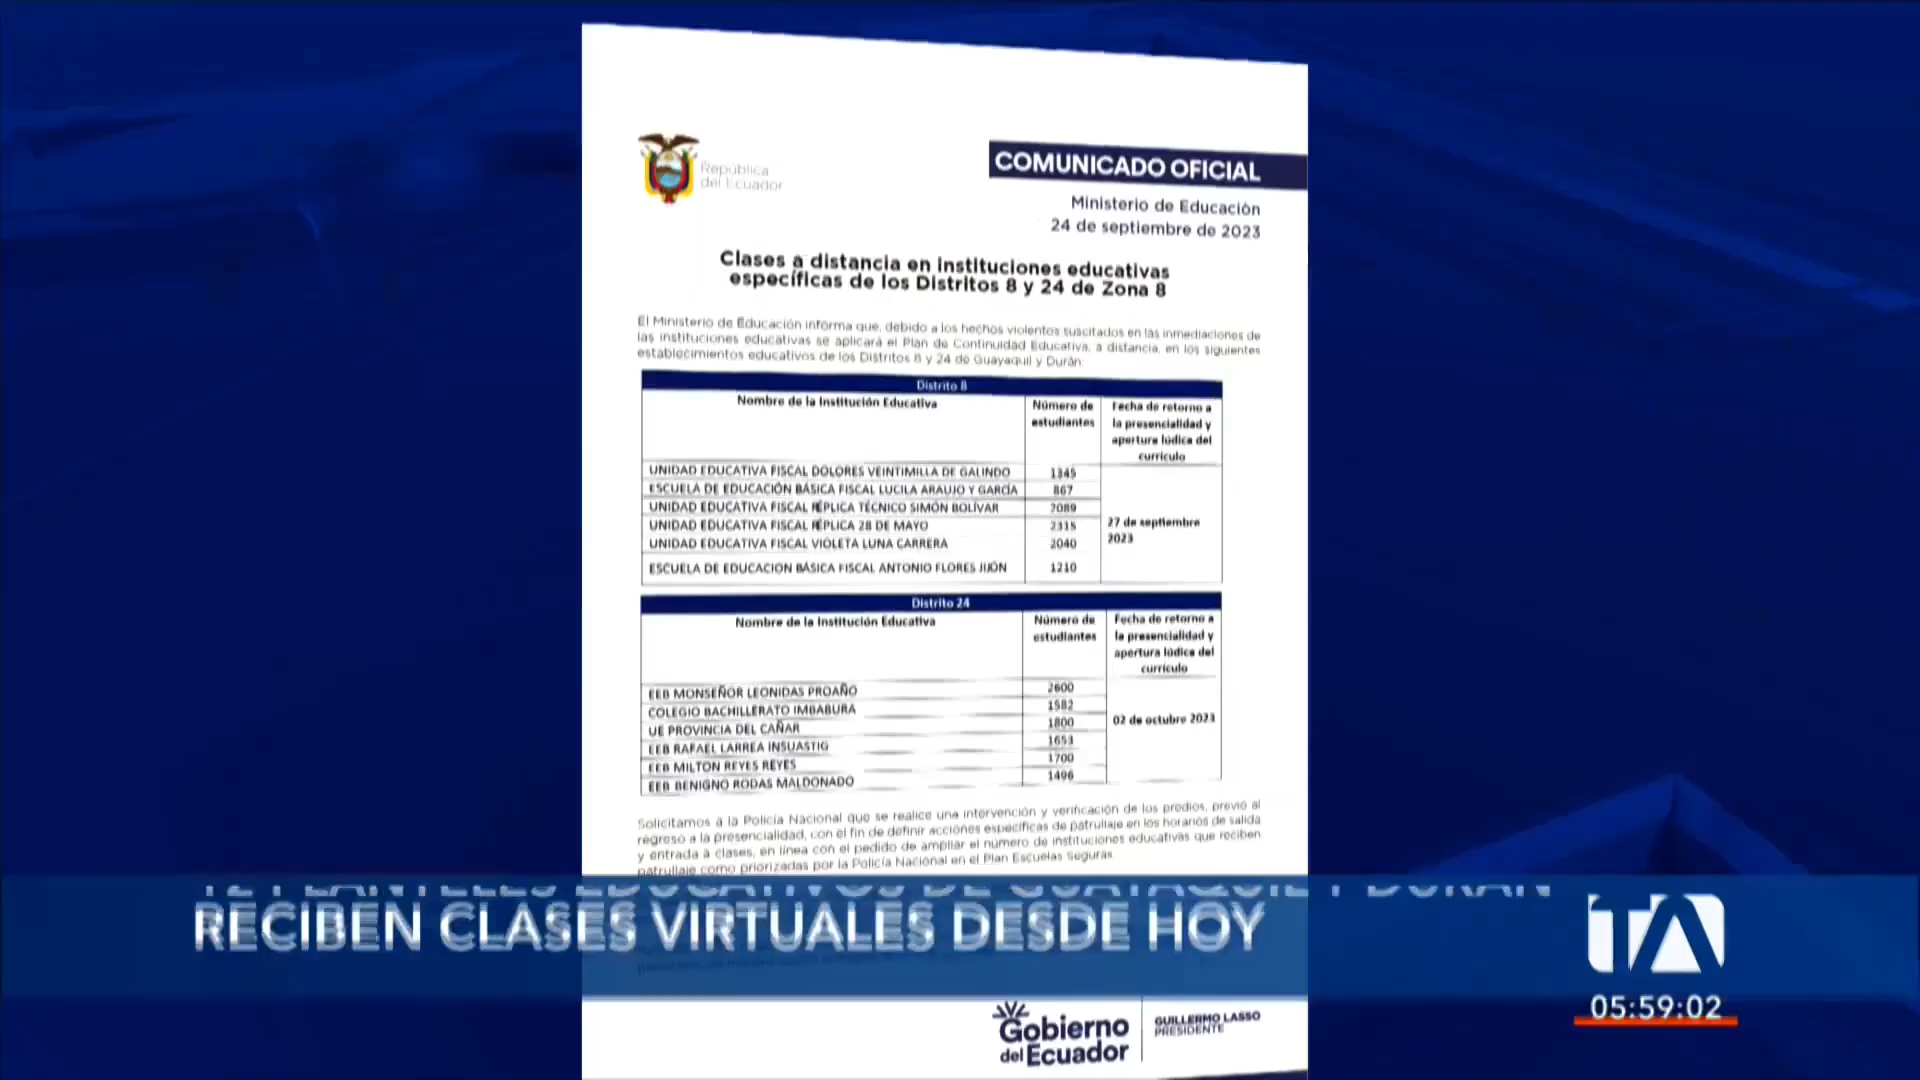 República
del Ecuador
COMUNICADO OFICIAL
Ministerio de Educación
24 de septiembre de 2023
Clases a distancia en instituciones educativas
específicas de los Distritos 8 y 24 de Zona 8
El Ministerio de Educación informa que, debido a los hechos violentos suscitados en las inmediaciones de
las instituciones educativas se aplicará el Plan de Continuidad Educativa, a distancia, en los siguientes
establecimientos educativos de los Distritos 8 y 24 de Guayaquil y Durán:
Distrito 8
Nombre de la Institución Educativa
Número de estudiantes
Fecha de retorno a la presencialidad y apertura lúdica del currículo
UNIDAD EDUCATIVA FISCAL DOLORES VEINTIMILLA DE GALINDO 1345
ESCUELA DE EDUCACIÓN BÁSICA FISCAL LUCILA ARAUJO Y GARCÍA 867
UNIDAD EDUCATIVA FISCAL RÉPLICA TÉCNICO SIMÓN BOLÍVAR 2089
UNIDAD EDUCATIVA FISCAL RÉPLICA 28 DE MAYO 2315
UNIDAD EDUCATIVA FISCAL VIOLETA LUNA CARRERA 2040
ESCUELA DE EDUCACION BÁSICA FISCAL ANTONIO FLORES JIJÓN 1210
27 de septiembre
2023
Distrito 24
Nombre de la Institución Educativa
Número de estudiantes
Fecha de retorno a la presencialidad y apertura lúdica del currículo
EEB MONSEÑOR LEONIDAS PROAÑO 2600
COLEGIO BACHILLERATO IMBABURA 1582
UE PROVINCIA DEL CAÑAR 1800
EEB RAFAEL LARREA INSUASTIG 1653
EEB MILTON REYES REYES 1700
EEB BENIGNO RODAS MALDONADO 1496
02 de octubre 2023
Solicitamos a la Policía Nacional que se realice una intervención y verificación de los predios, previo al
regreso a la presencialidad, con el fin de definir acciones específicas de patrullaje en los horarios de salida
y entrada a clases, en línea con el pedido de ampliar el número de instituciones educativas que reciben
patrullaje como priorizadas por la Policía Nacional en el Plan Escuelas Seguras.
12 PLANTELES EDUCATIVOS DE GUAYAQUIL Y DURÁN
RECIBEN CLASES VIRTUALES DESDE HOY
TA
05:59:02
Gobierno
del Ecuador
GUILLERMO LASSO
PRESIDENTE